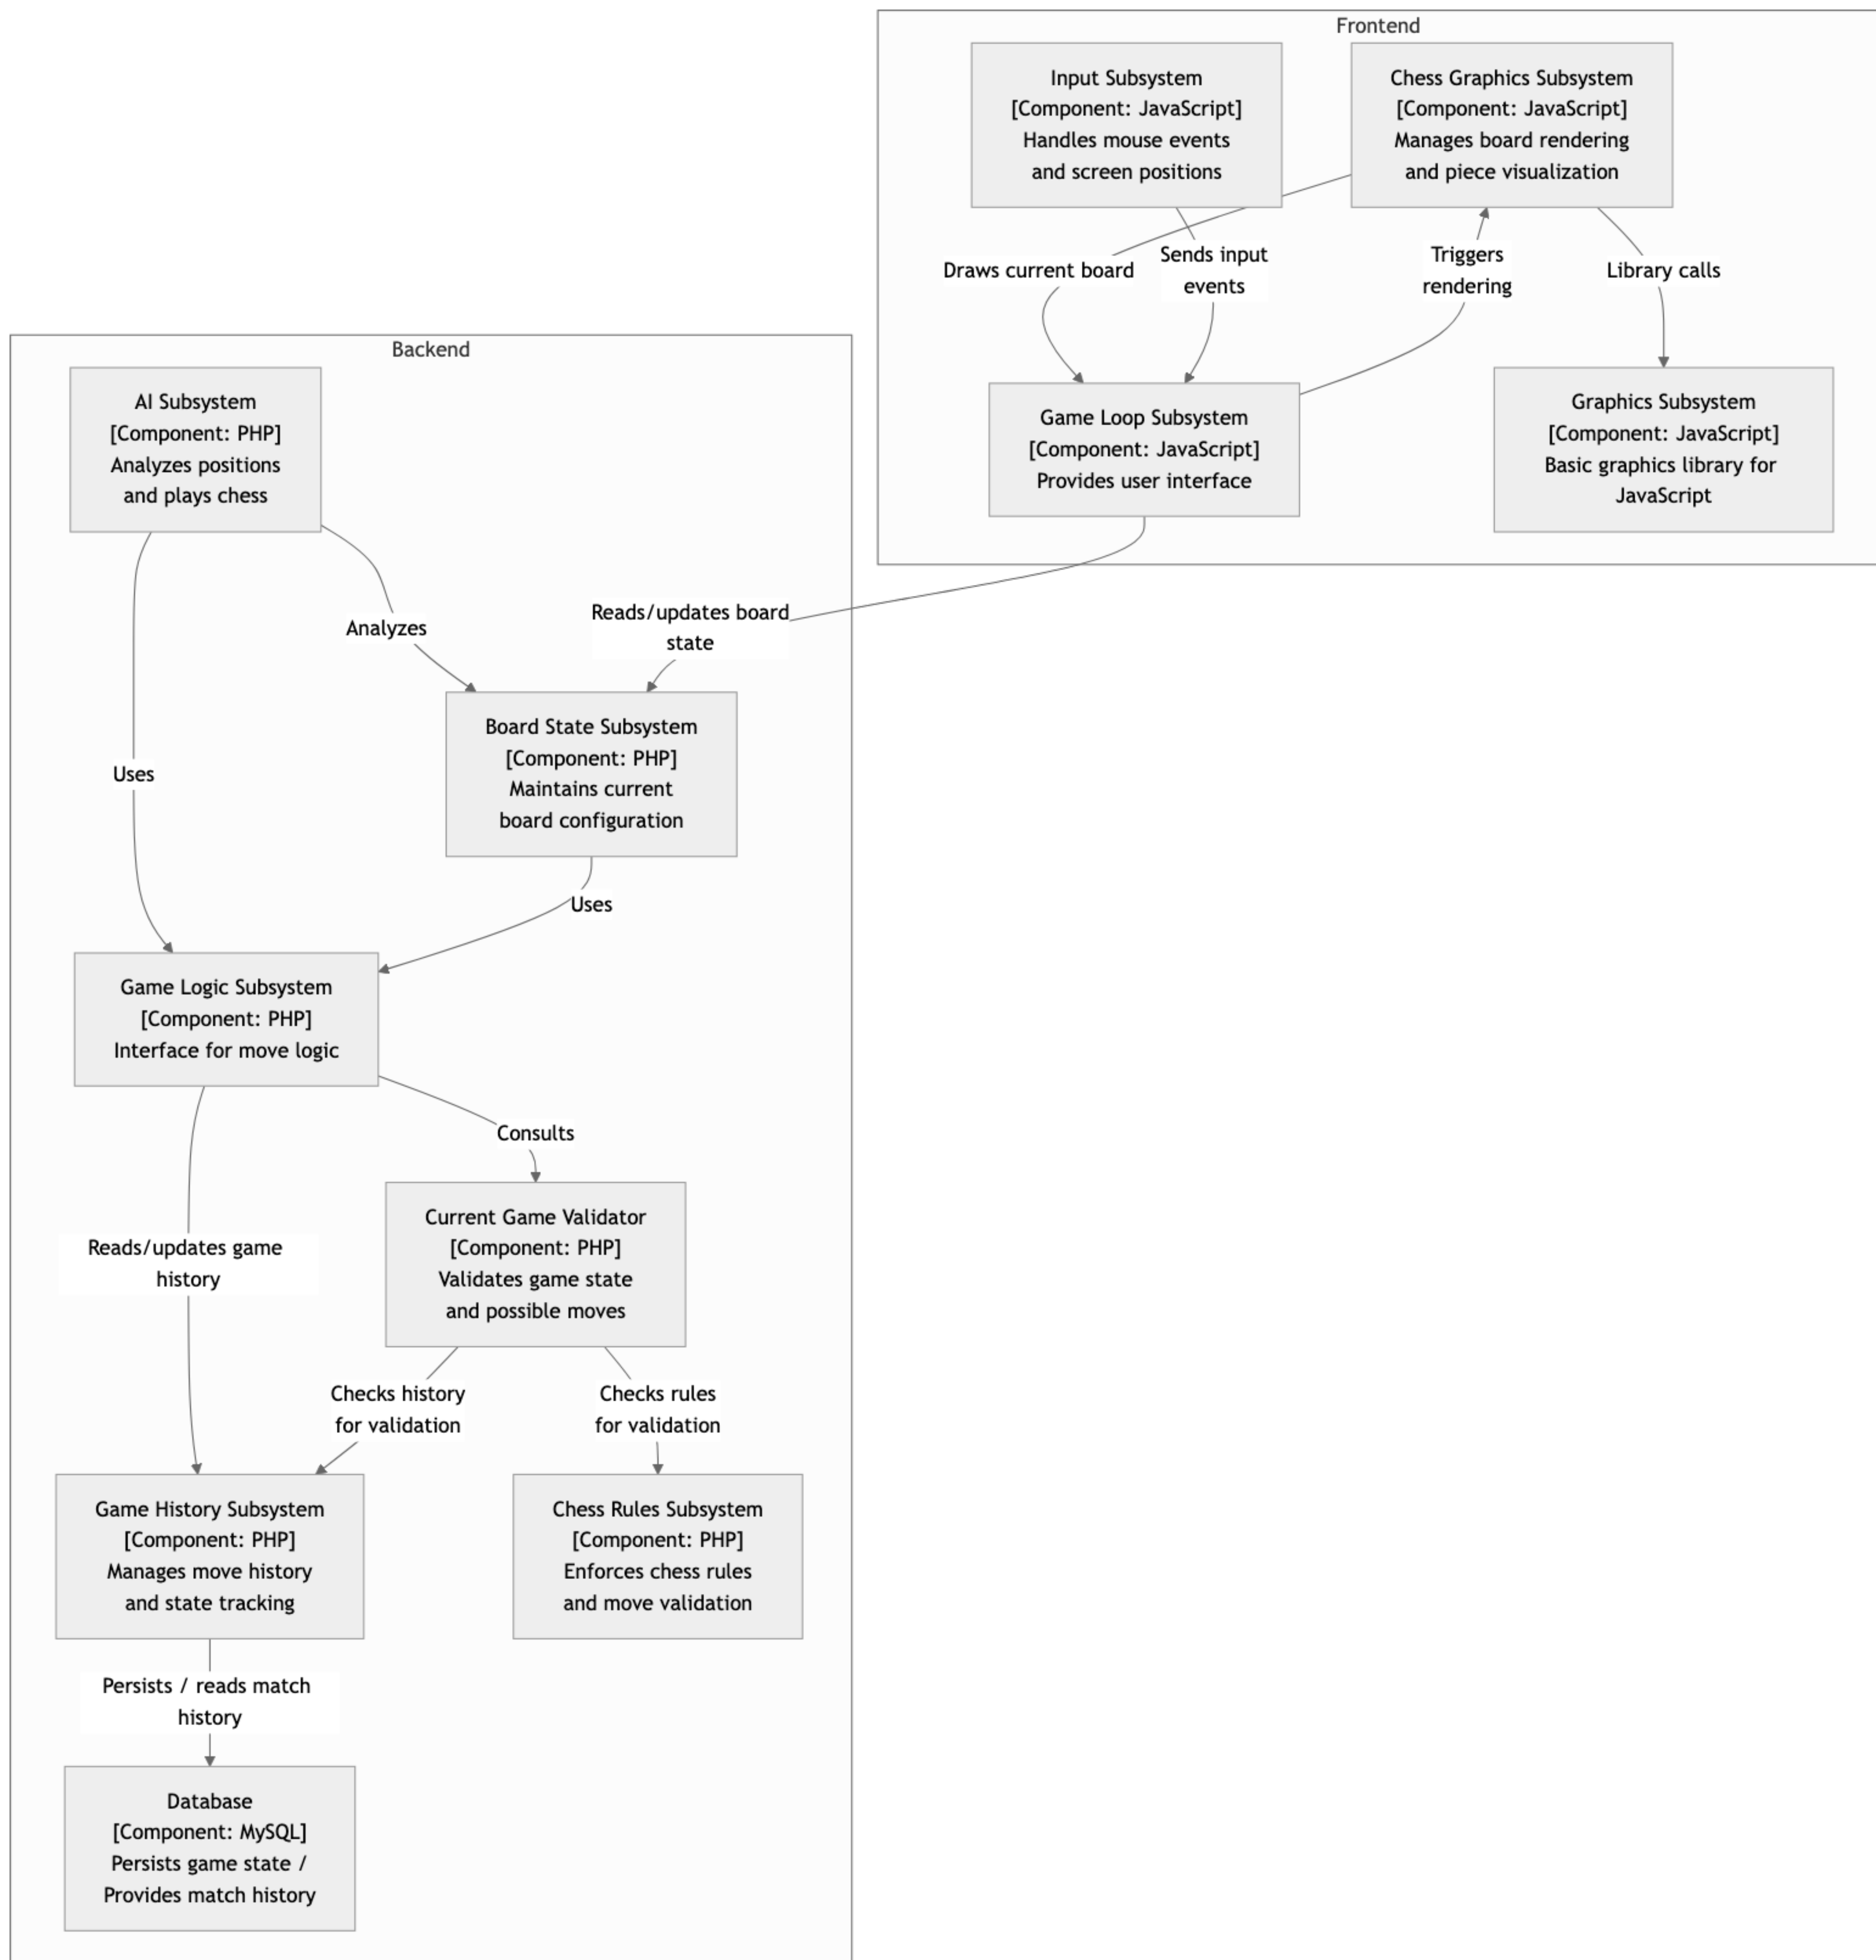 Frontend
Input Subsystem
[Component: JavaScript]
Handles mouse events
and screen positions
Chess Graphics Subsystem
[Component: JavaScript]
Manages board rendering
and piece visualization
Draws current board
Sends input
events
Triggers
rendering
Library calls
Game Loop Subsystem
[Component: JavaScript]
Provides user interface
Graphics Subsystem
[Component: JavaScript]
Basic graphics library for
JavaScript
Backend
AI Subsystem
[Component: PHP]
Analyzes positions
and plays chess
Analyzes
Reads/updates board
state
Board State Subsystem
[Component: PHP]
Maintains current
board configuration
Uses
Uses
Game Logic Subsystem
[Component: PHP]
Interface for move logic
Consults
Reads/updates game
history
Current Game Validator
[Component: PHP]
Validates game state
and possible moves
Checks history
for validation
Checks rules
for validation
Game History Subsystem
[Component: PHP]
Manages move history
and state tracking
Chess Rules Subsystem
[Component: PHP]
Enforces chess rules
and move validation
Persists / reads match
history
Database
[Component: MySQL]
Persists game state /
Provides match history